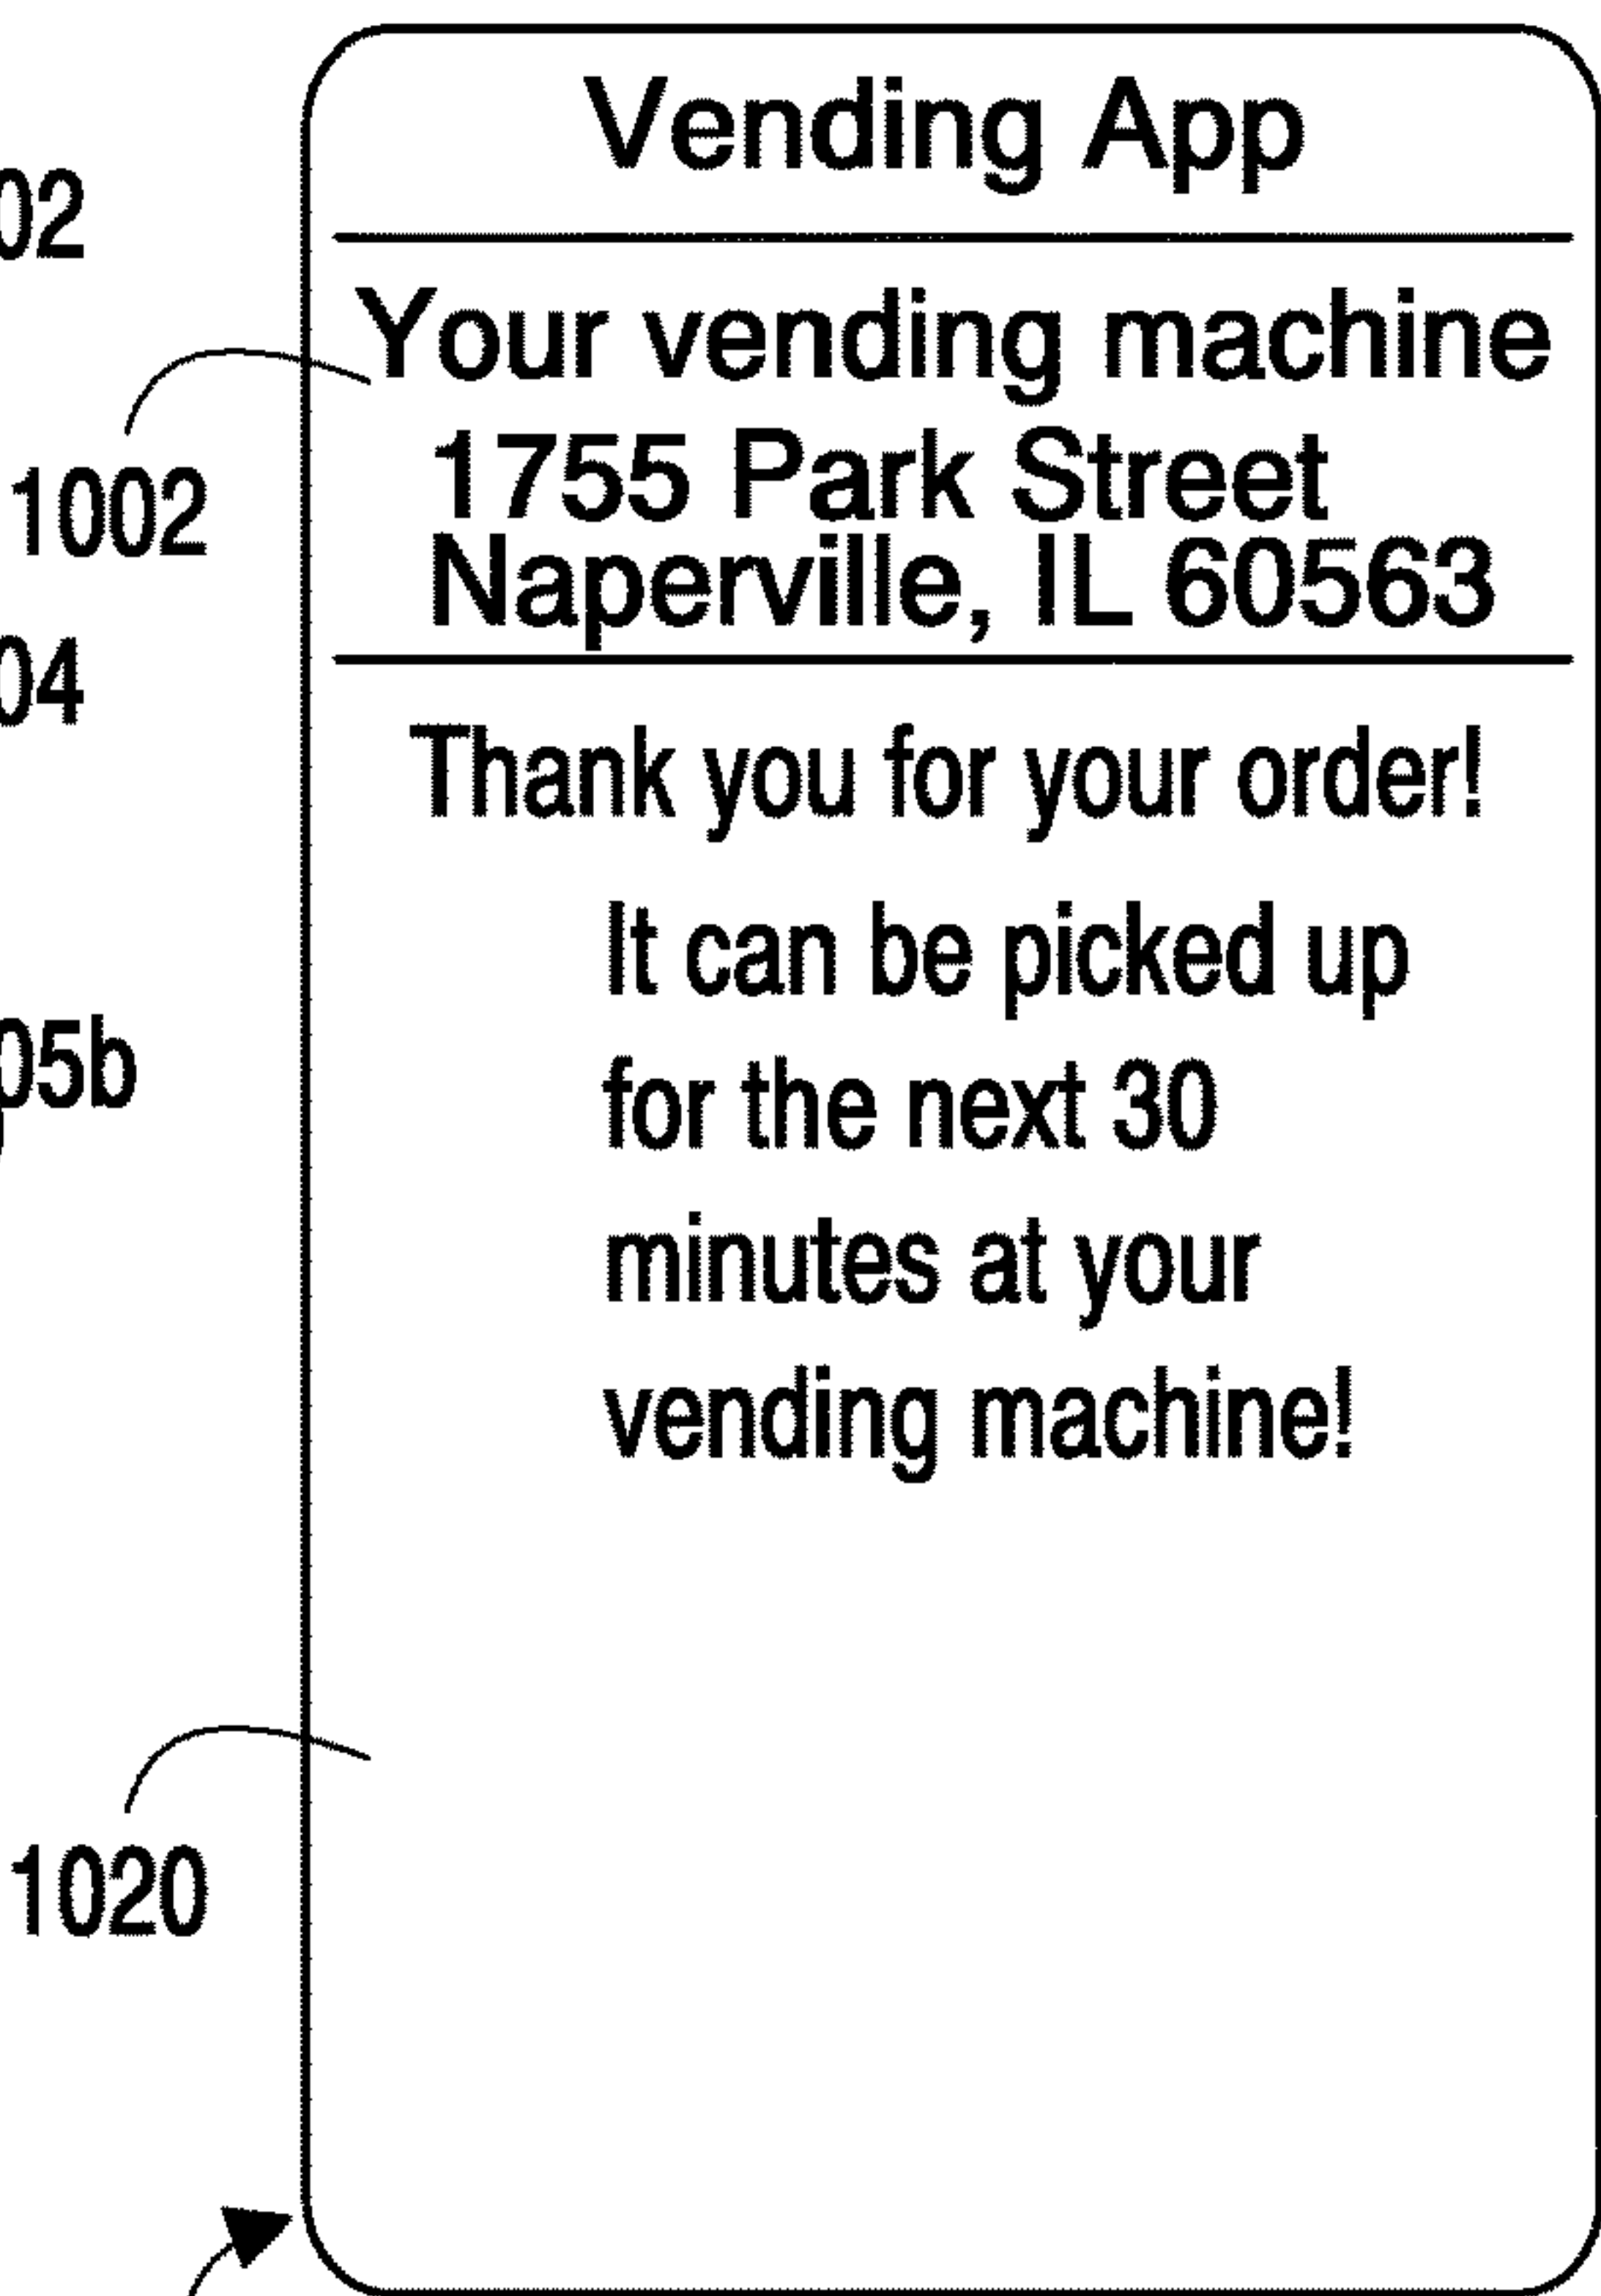 Vending App
02
Your vending machine
1755 Park Street
1002
Naperville, IL 60563
04
Thank you for your order!
It can be picked up
05b
for the next 30
minutes at your
vending machine!
1020